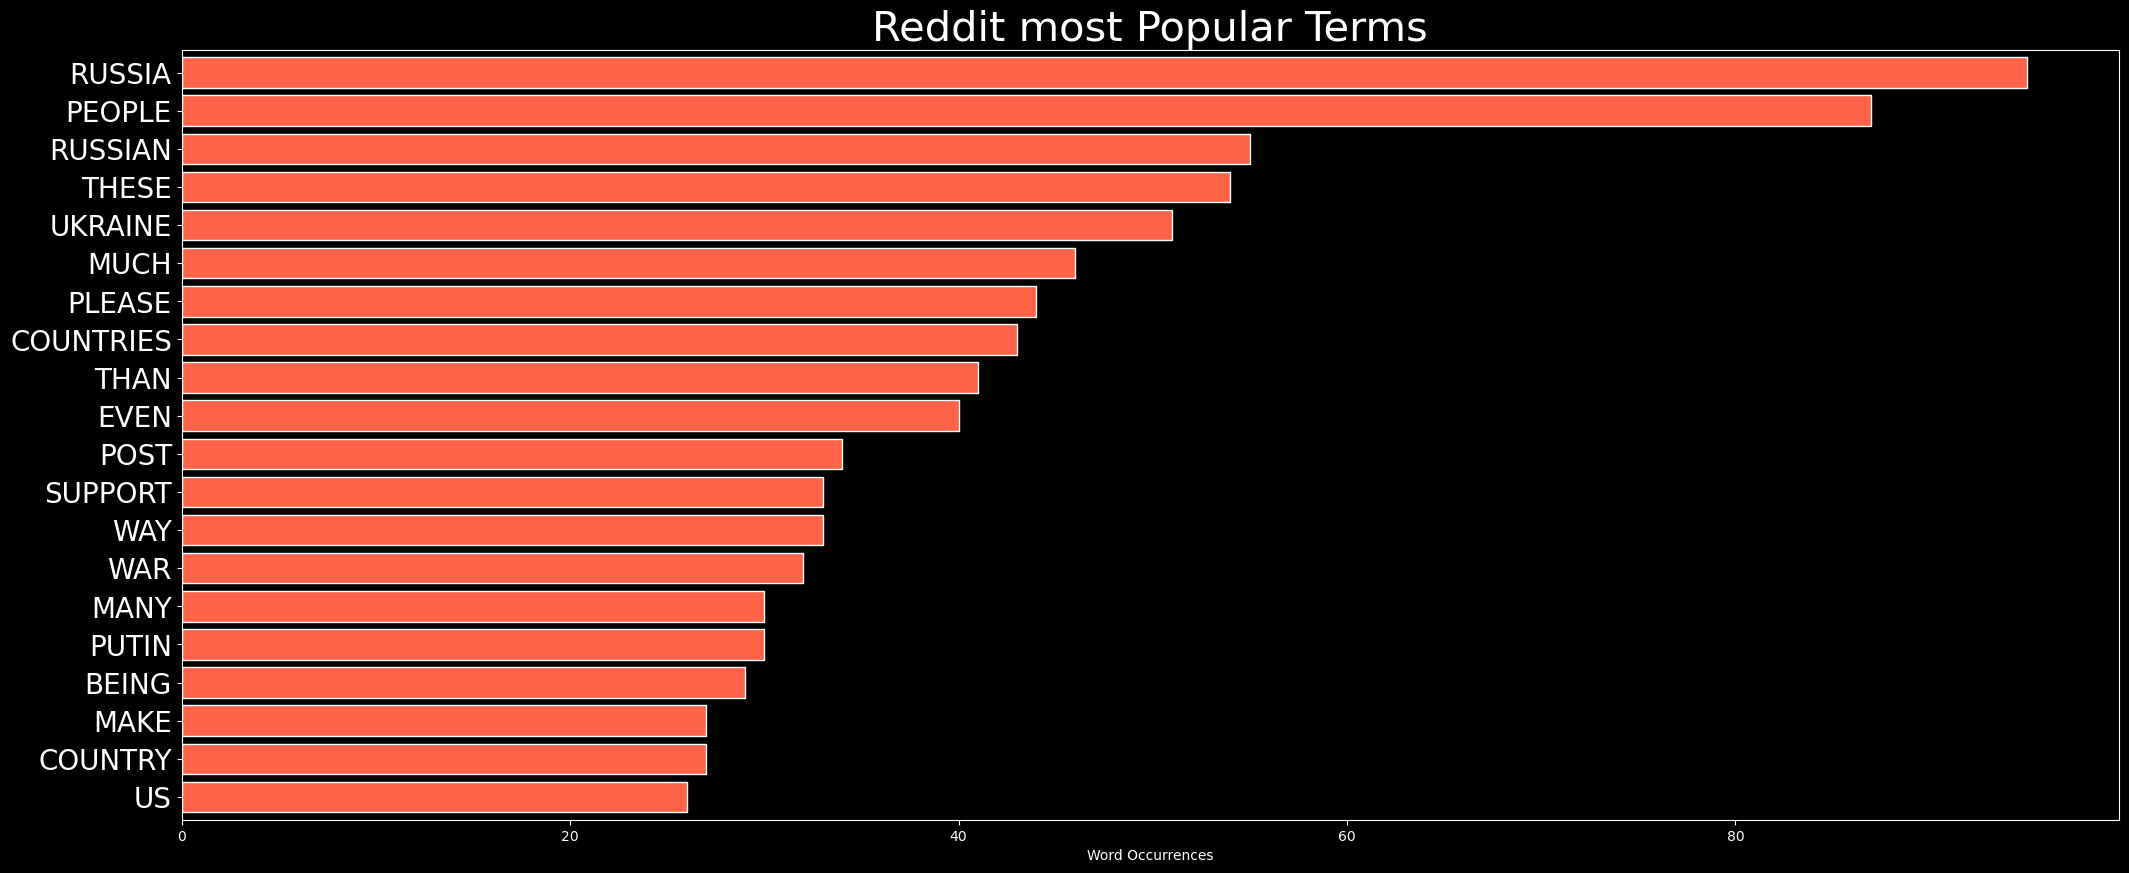 Reddit most Popular Terms
RUSSIA
PEOPLE
RUSSIAN
THESE
UKRAINE
MUCH
PLEASE
COUNTRIES
THAN
EVEN
POST
SUPPORT
WAY
WAR
MANY
PUTIN
BEING
MAKE
COUNTRY
US
0 20 40 60 80
Word Occurrences